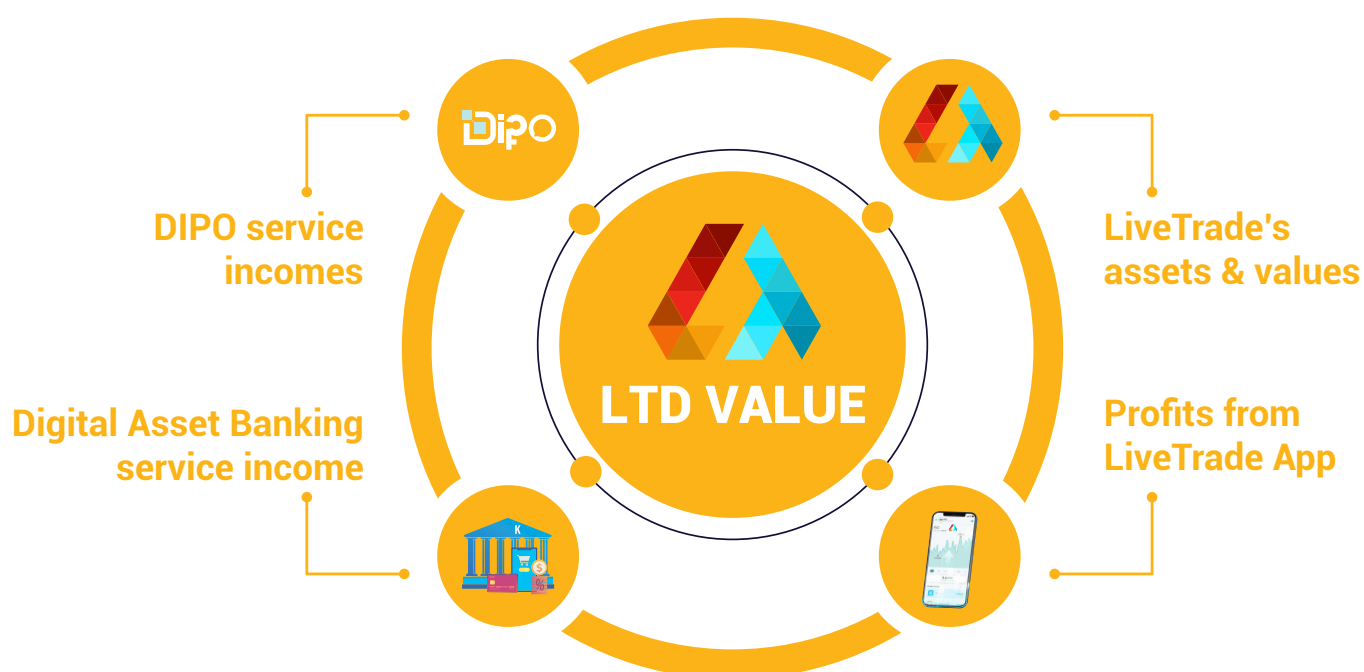 DiPO
DIPO service
incomes
LiveTrade's
assets & values
LTD VALUE
Digital Asset Banking
service income
Profits from
LiveTrade App
K
$
%